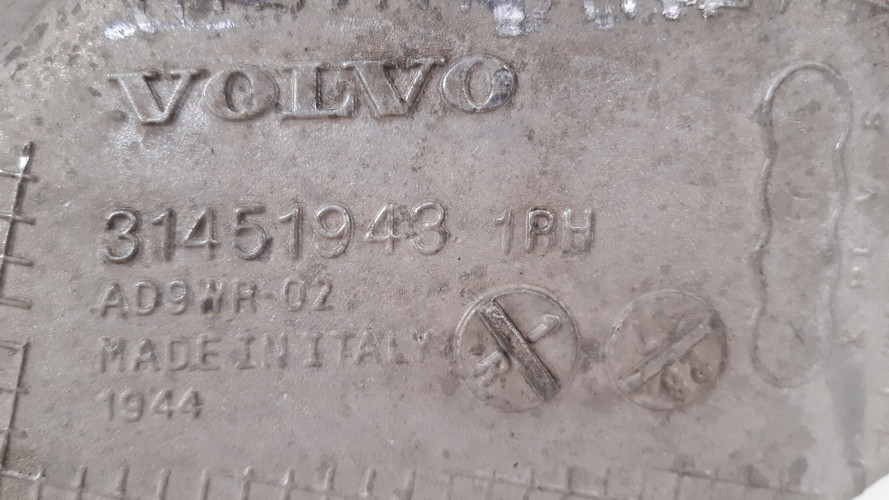 VOLVO
31451943 1RH
AD9WR-02
MADE IN ITALY
1944